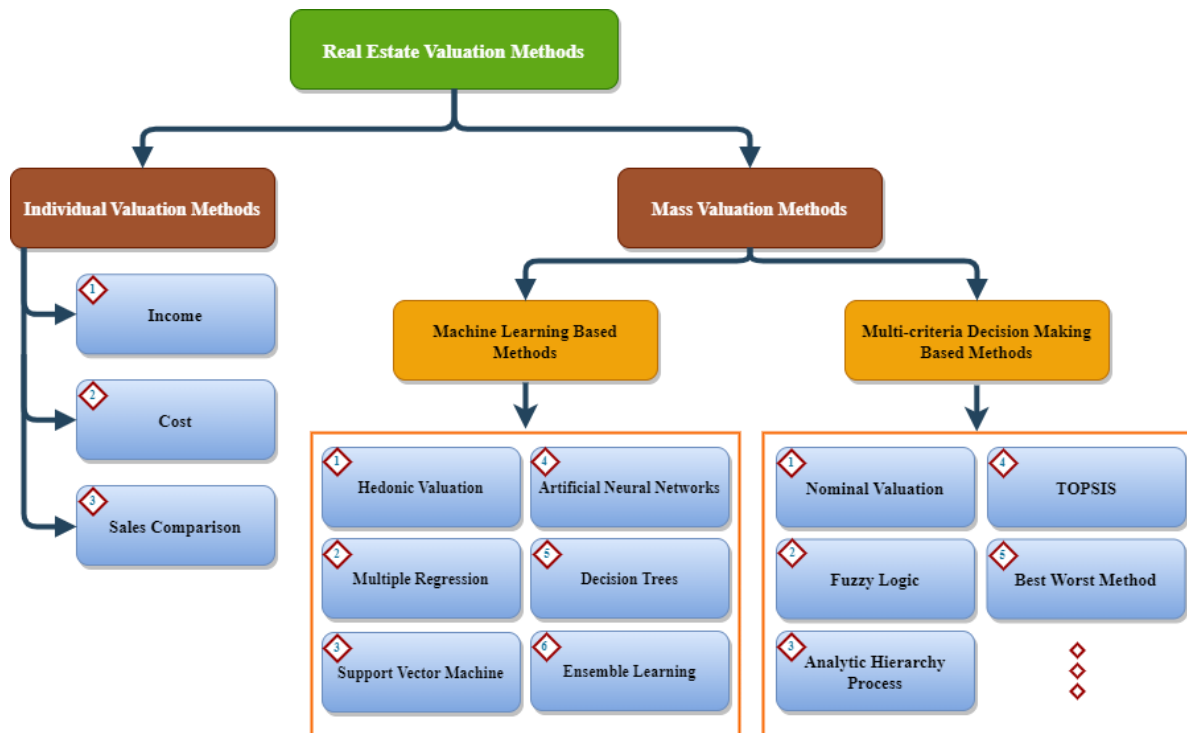 Real Estate Valuation Methods
Individual Valuation Methods
Mass Valuation Methods
1
Income
2
Cost
3
Sales Comparison
Machine Learning Based
Methods
Multi-criteria Decision Making
Based Methods
1
Hedonic Valuation
4
Artificial Neural Networks
2
Multiple Regression
5
Decision Trees
3
Support Vector Machine
6
Ensemble Learning
1
Nominal Valuation
4
TOPSIS
2
Fuzzy Logic
5
Best Worst Method
3
Analytic Hierarchy
Process